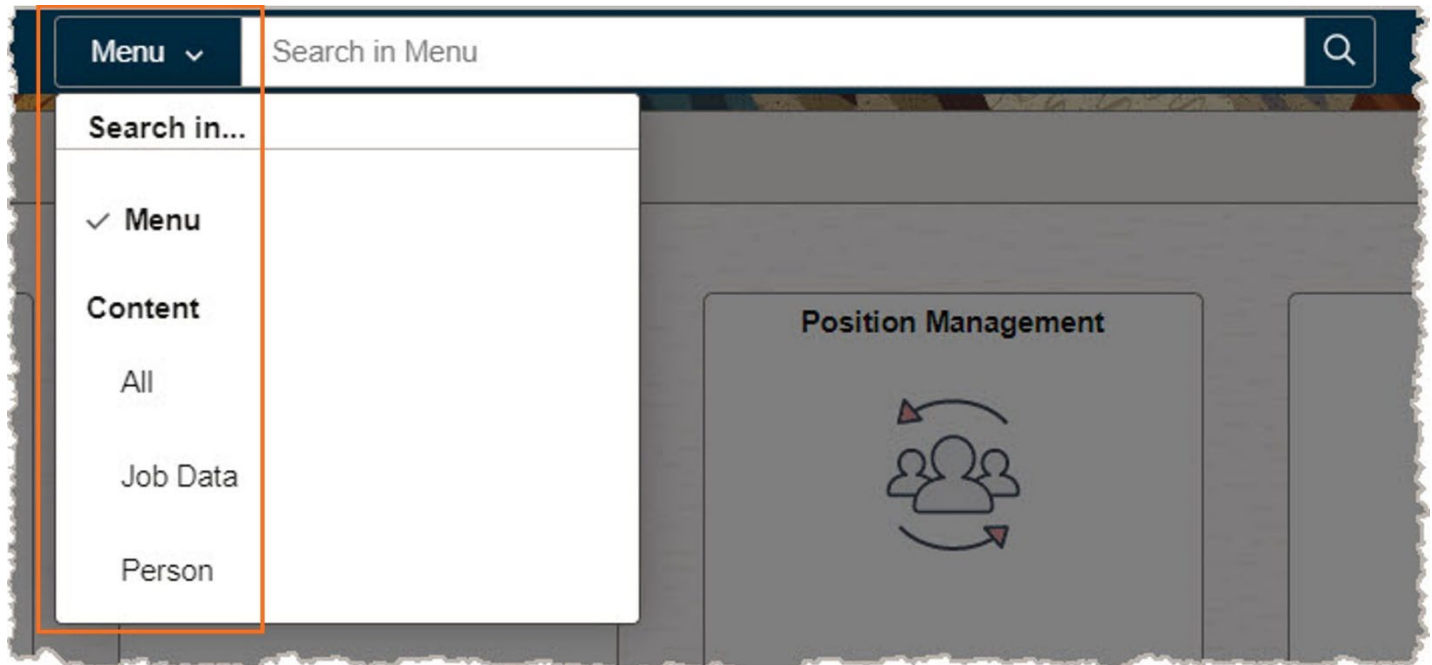 Menu
Search in Menu
Search in...
Menu
Content
All
Job Data
Person
Position Management